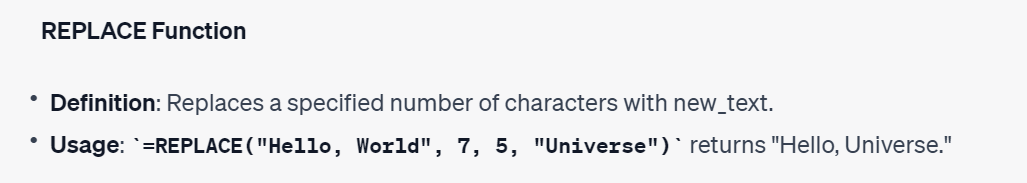 REPLACE Function
• Definition: Replaces a specified number of characters with new_text.
• Usage: `=REPLACE("Hello, World", 7, 5, "Universe")` returns "Hello, Universe."